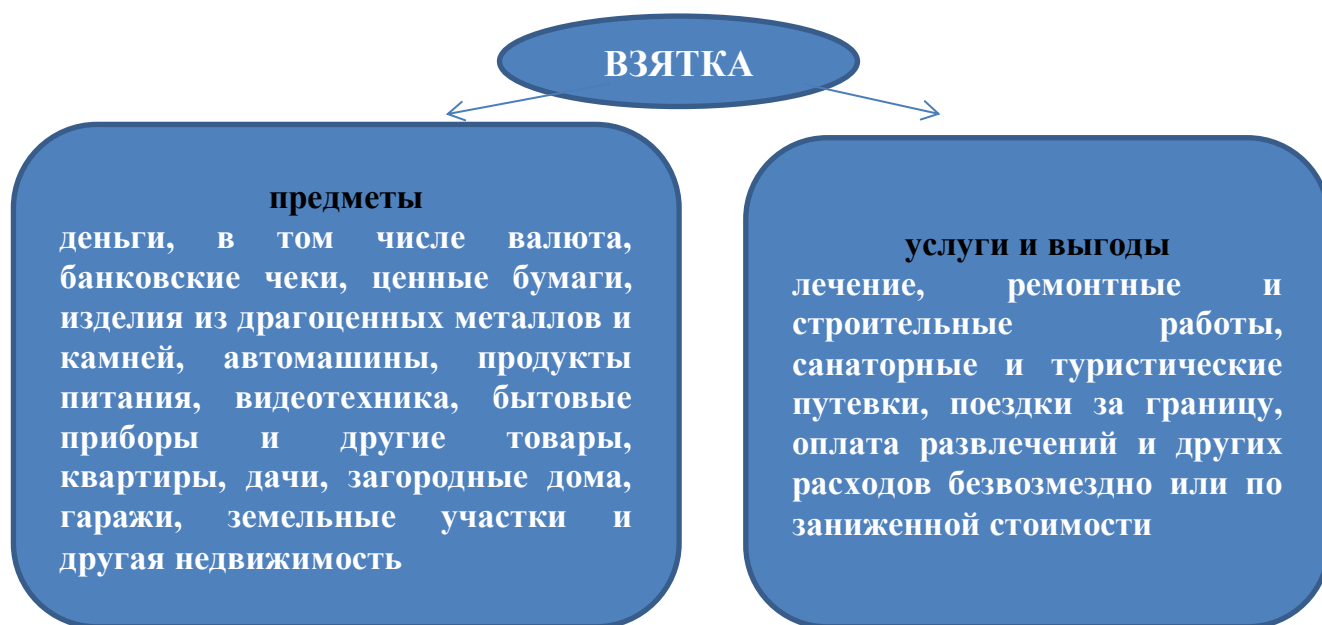 ВЗЯТКА
предметы
деньги, в том числе валюта,
банковские чеки, ценные бумаги,
изделия из драгоценных металлов и
камней, автомашины, продукты
питания, видеотехника, бытовые
приборы и другие товары,
квартиры, дачи, загородные дома,
гаражи, земельные участки и
другая недвижимость
услуги и выгоды
лечение, ремонтные и
строительные работы,
санаторные и туристические
путевки, поездки за границу,
оплата развлечений и других
расходов безвозмездно или по
заниженной стоимости